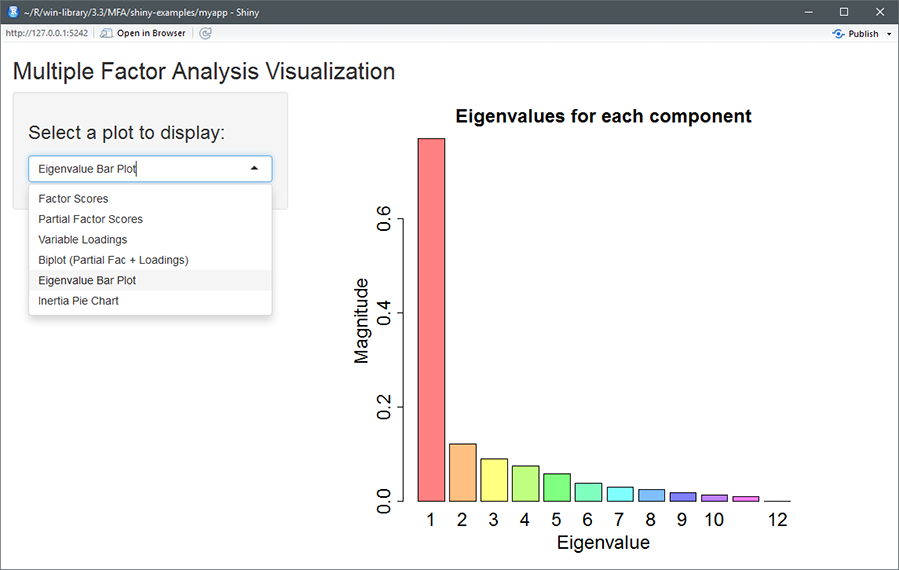 ~/R/win-library/3.3/MFA/shiny-examples/myapp - Shiny
http://127.0.0.1:5242 Open in Browser Publish
Multiple Factor Analysis Visualization
Select a plot to display:
Eigenvalue Bar Plot
Factor Scores
Partial Factor Scores
Variable Loadings
Biplot (Partial Fac + Loadings)
Eigenvalue Bar Plot
Inertia Pie Chart
Eigenvalues for each component
Magnitude
0.6
0.4
0.2
0.0
1 2 3 4 5 6 7 8 9 10 12
Eigenvalue